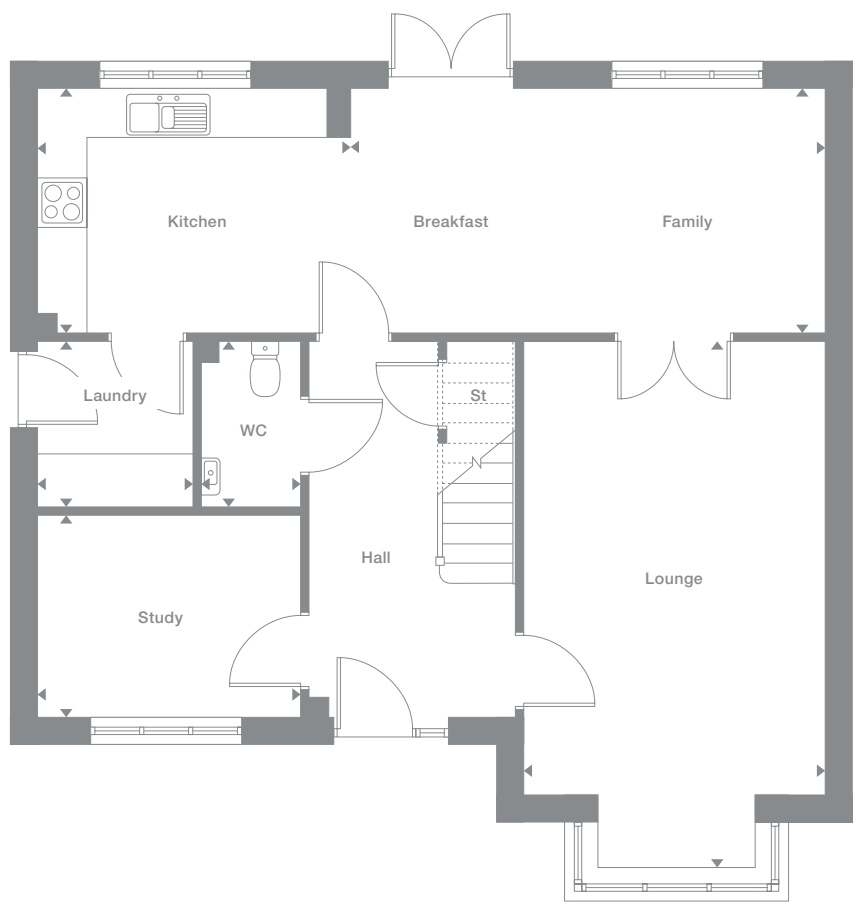 Kitchen
Breakfast
Family
Laundry
WC
St
Hall
Lounge
Study